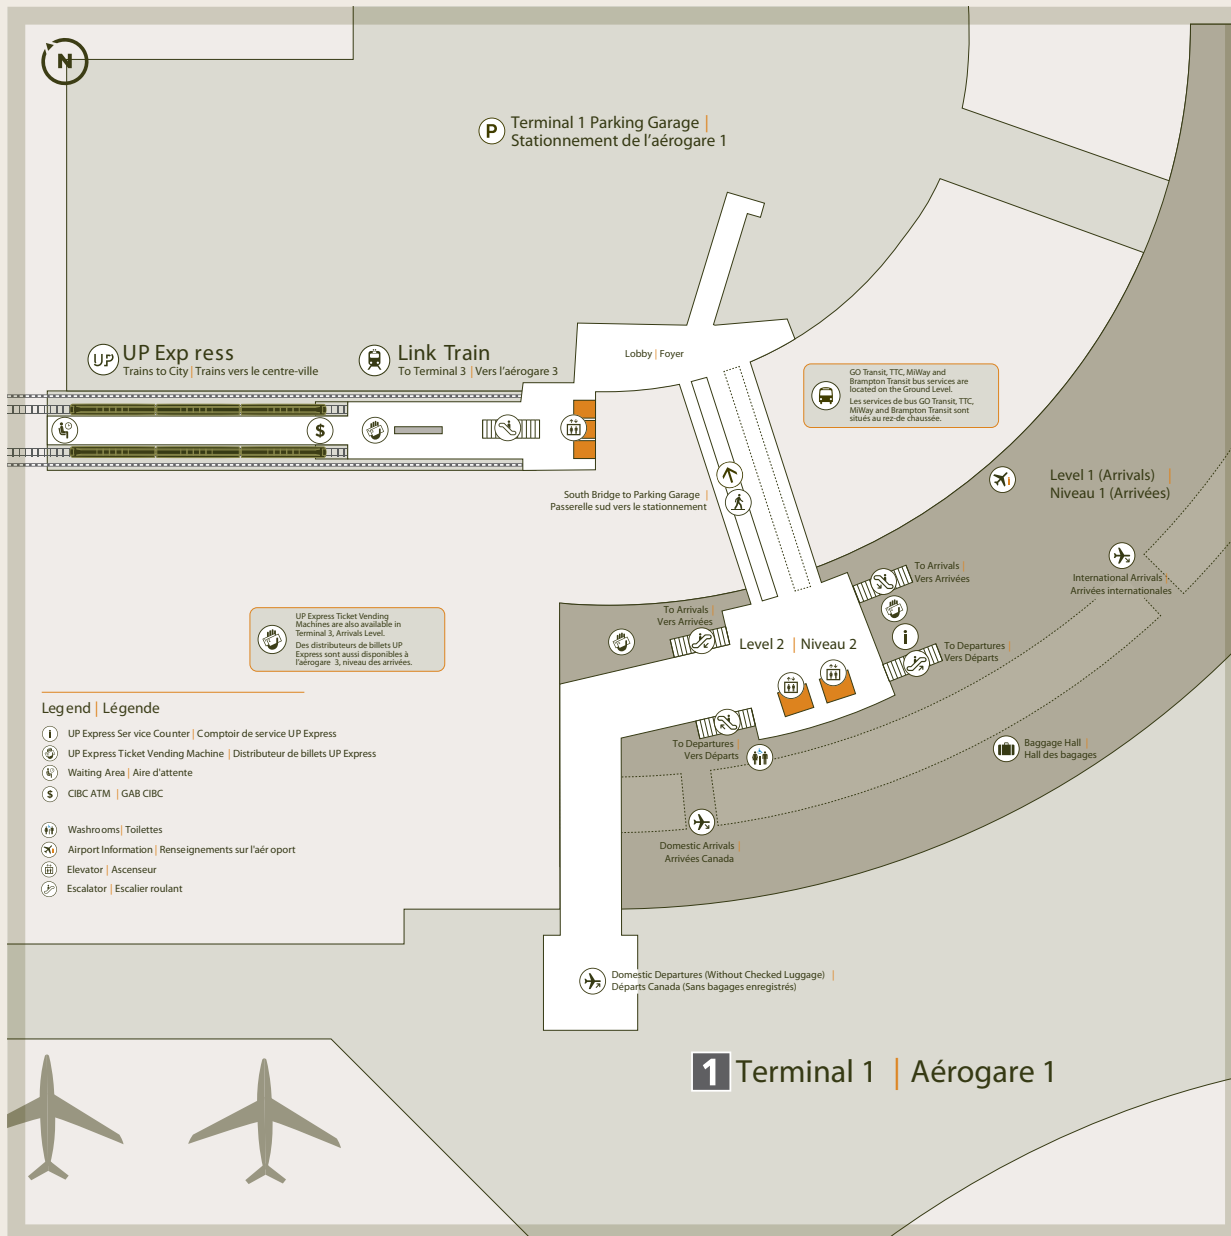 N
P
Terminal 1 Parking Garage |
Stationnement de l'aérogare 1
UP
UP Express
Trains to City | Trains vers le centre-ville
Link Train
To Terminal 3 | Vers l'aérogare 3
Lobby | Foyer
GO Transit, TTC, MiWay and
Brampton Transit bus services are
located on the Ground Level.
Les services de bus GO Transit, TTC,
MiWay and Brampton Transit sont
situés au rez-de chaussée.
$
Level 1 (Arrivals) |
Niveau 1 (Arrivées)
South Bridge to Parking Garage |
Passerelle sud vers le stationnement
To Arrivals |
Vers Arrivées
International Arrivals |
Arrivées internationales
To Arrivals |
Vers Arrivées
UP Express Ticket Vending
Machines are also available in
Terminal 3, Arrivals Level.
Des distributeurs de billets UP
Express sont aussi disponibles à
l'aérogare 3, niveau des arrivées.
i
Level 2 | Niveau 2
To Departures |
Vers Départs
To Departures |
Vers Départs
Baggage Hall |
Hall des bagages
Legend | Légende
i UP Express Service Counter | Comptoir de service UP Express
UP Express Ticket Vending Machine | Distributeur de billets UP Express
Waiting Area | Aire d'attente
$ CIBC ATM | GAB CIBC
Washrooms | Toilettes
Airport Information | Renseignements sur l'aéroport
Elevator | Ascenseur
Escalator | Escalier roulant
Domestic Arrivals |
Arrivées Canada
Domestic Departures (Without Checked Luggage) |
Départs Canada (Sans bagages enregistrés)
1 Terminal 1 | Aérogare 1